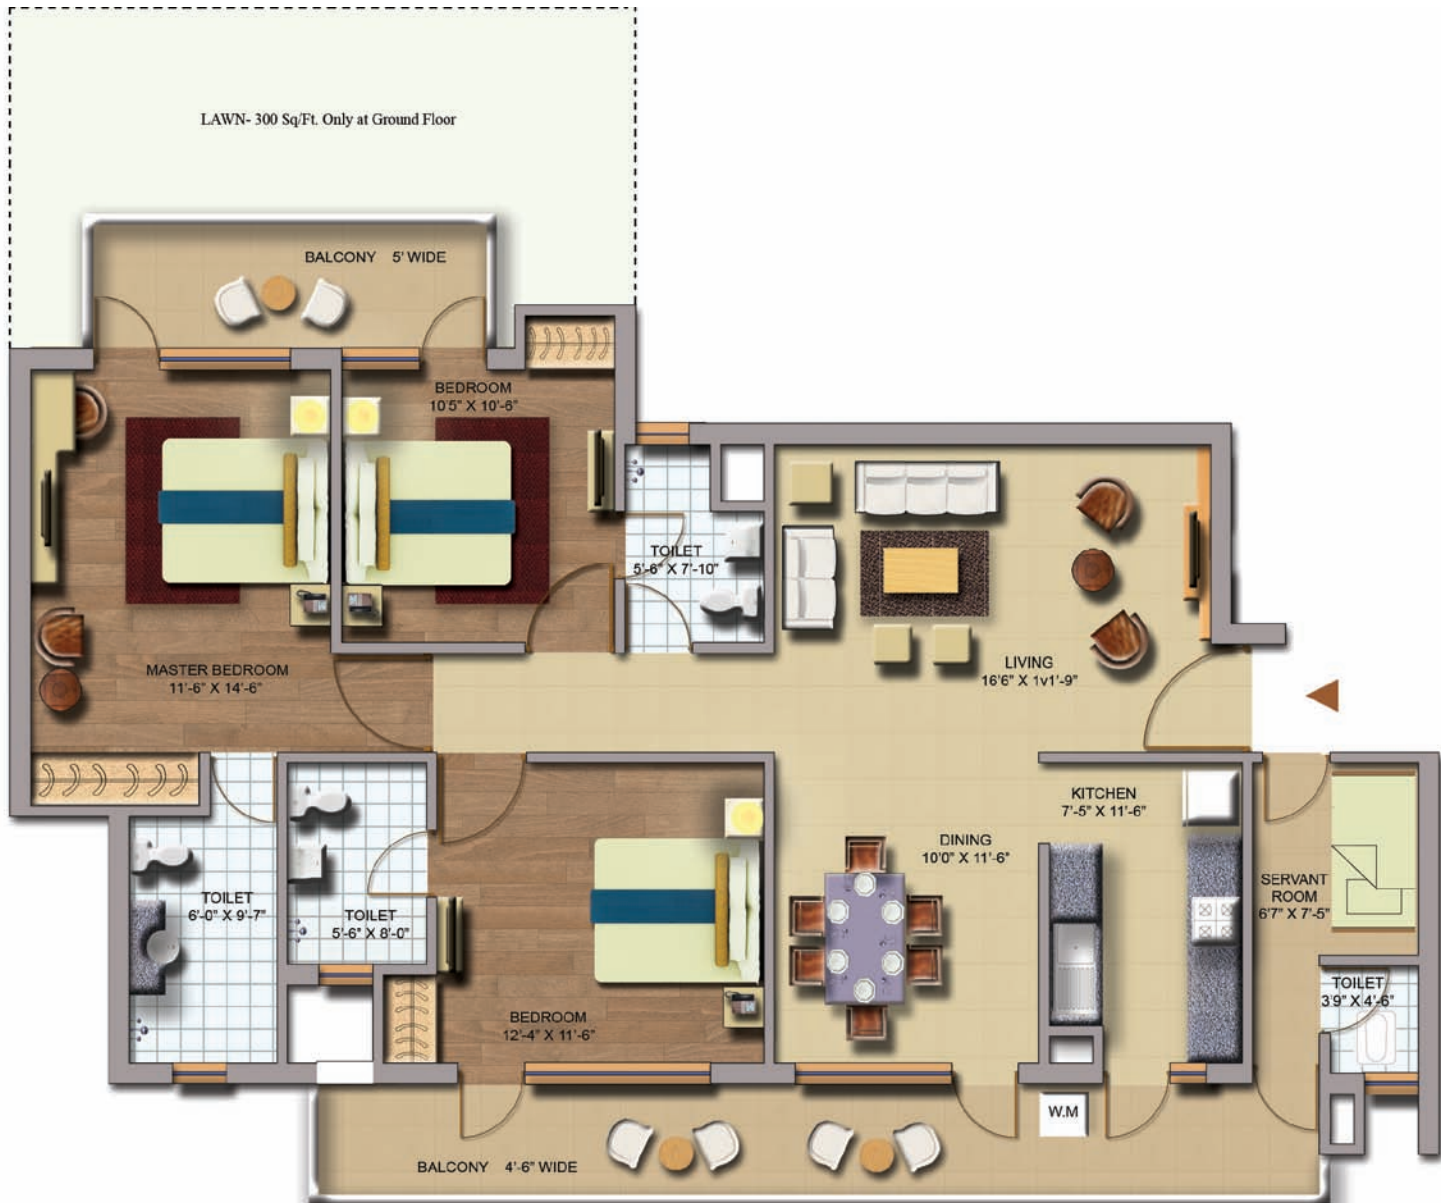 LAWN- 300 Sq/Ft. Only at Ground Floor
BALCONY 5' WIDE
BEDROOM
10'5" X 10'-6"
TOILET
5'-6" X 7'-10"
MASTER BEDROOM
11'-6" X 14'-6"
LIVING
16'6" X 1v1'-9"
KITCHEN
7'-5" X 11'-6"
DINING
10'0" X 11'-6"
SERVANT
ROOM
6'7" X 7'-5"
TOILET
6'-0" X 9'-7"
TOILET
5'-6" X 8'-0"
TOILET
3'9" X 4'-6"
BEDROOM
12'-4" X 11'-6"
W.M
BALCONY 4'-6" WIDE